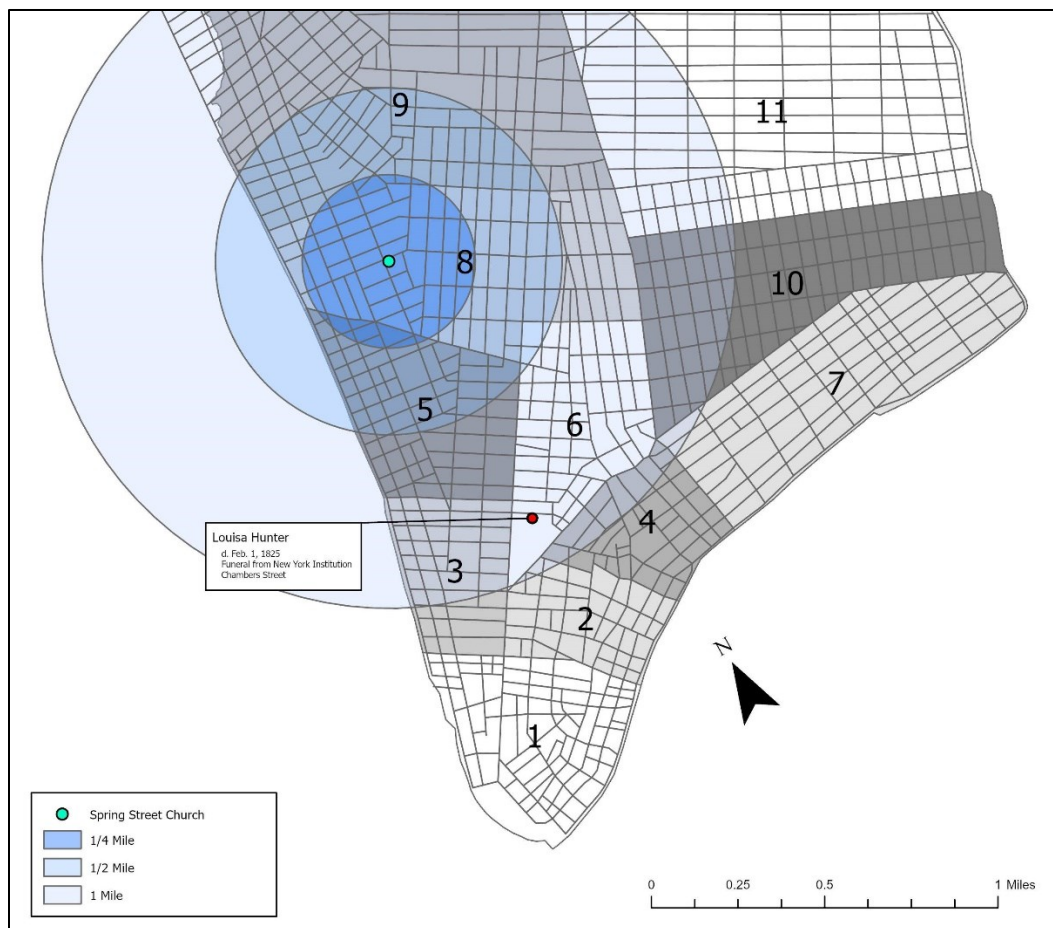 9
11
8
10
7
5
6
4
Louisa Hunter
d. Feb. 1, 1825
Funeral from New York Institution
Chambers Street
3
2
N
1
Spring Street Church
1/4 Mile
1/2 Mile
1 Mile
0 0.25 0.5 1 Miles